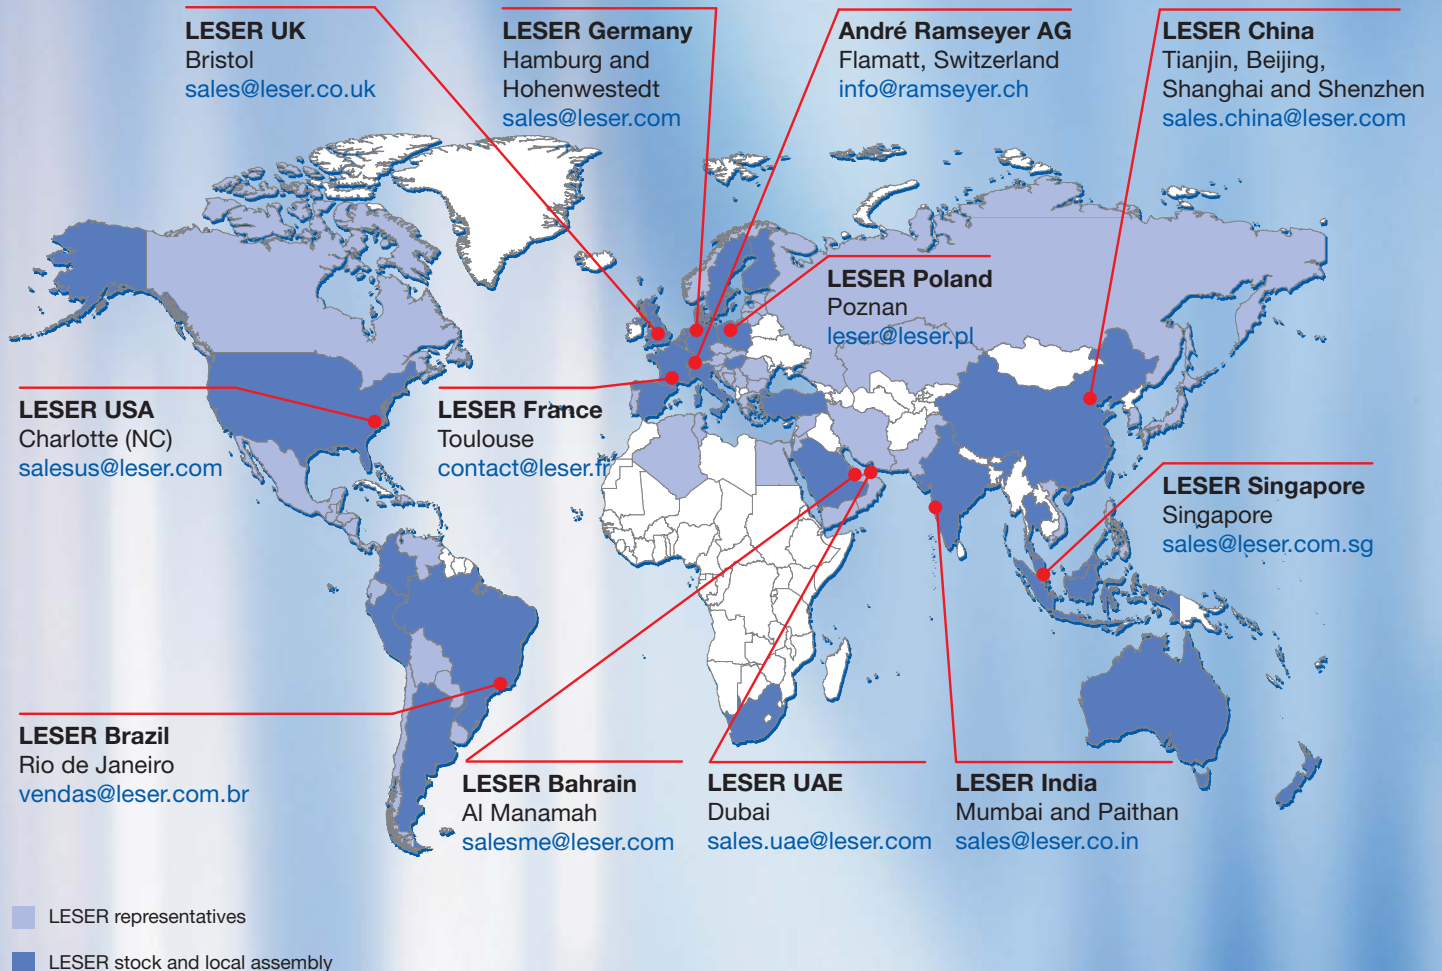 LESER UK
Bristol
sales@leser.co.uk
LESER Germany
Hamburg and
Hohenwestedt
sales@leser.com
André Ramseyer AG
Flamatt, Switzerland
info@ramseyer.ch
LESER China
Tianjin, Beijing,
Shanghai and Shenzhen
sales.china@leser.com
LESER Poland
Poznan
leser@leser.pl
LESER USA
Charlotte (NC)
salesus@leser.com
LESER France
Toulouse
contact@leser.fr
LESER Singapore
Singapore
sales@leser.com.sg
LESER Brazil
Rio de Janeiro
vendas@leser.com.br
LESER Bahrain
Al Manamah
salesme@leser.com
LESER UAE
Dubai
sales.uae@leser.com
LESER India
Mumbai and Paithan
sales@leser.co.in
LESER representatives
LESER stock and local assembly